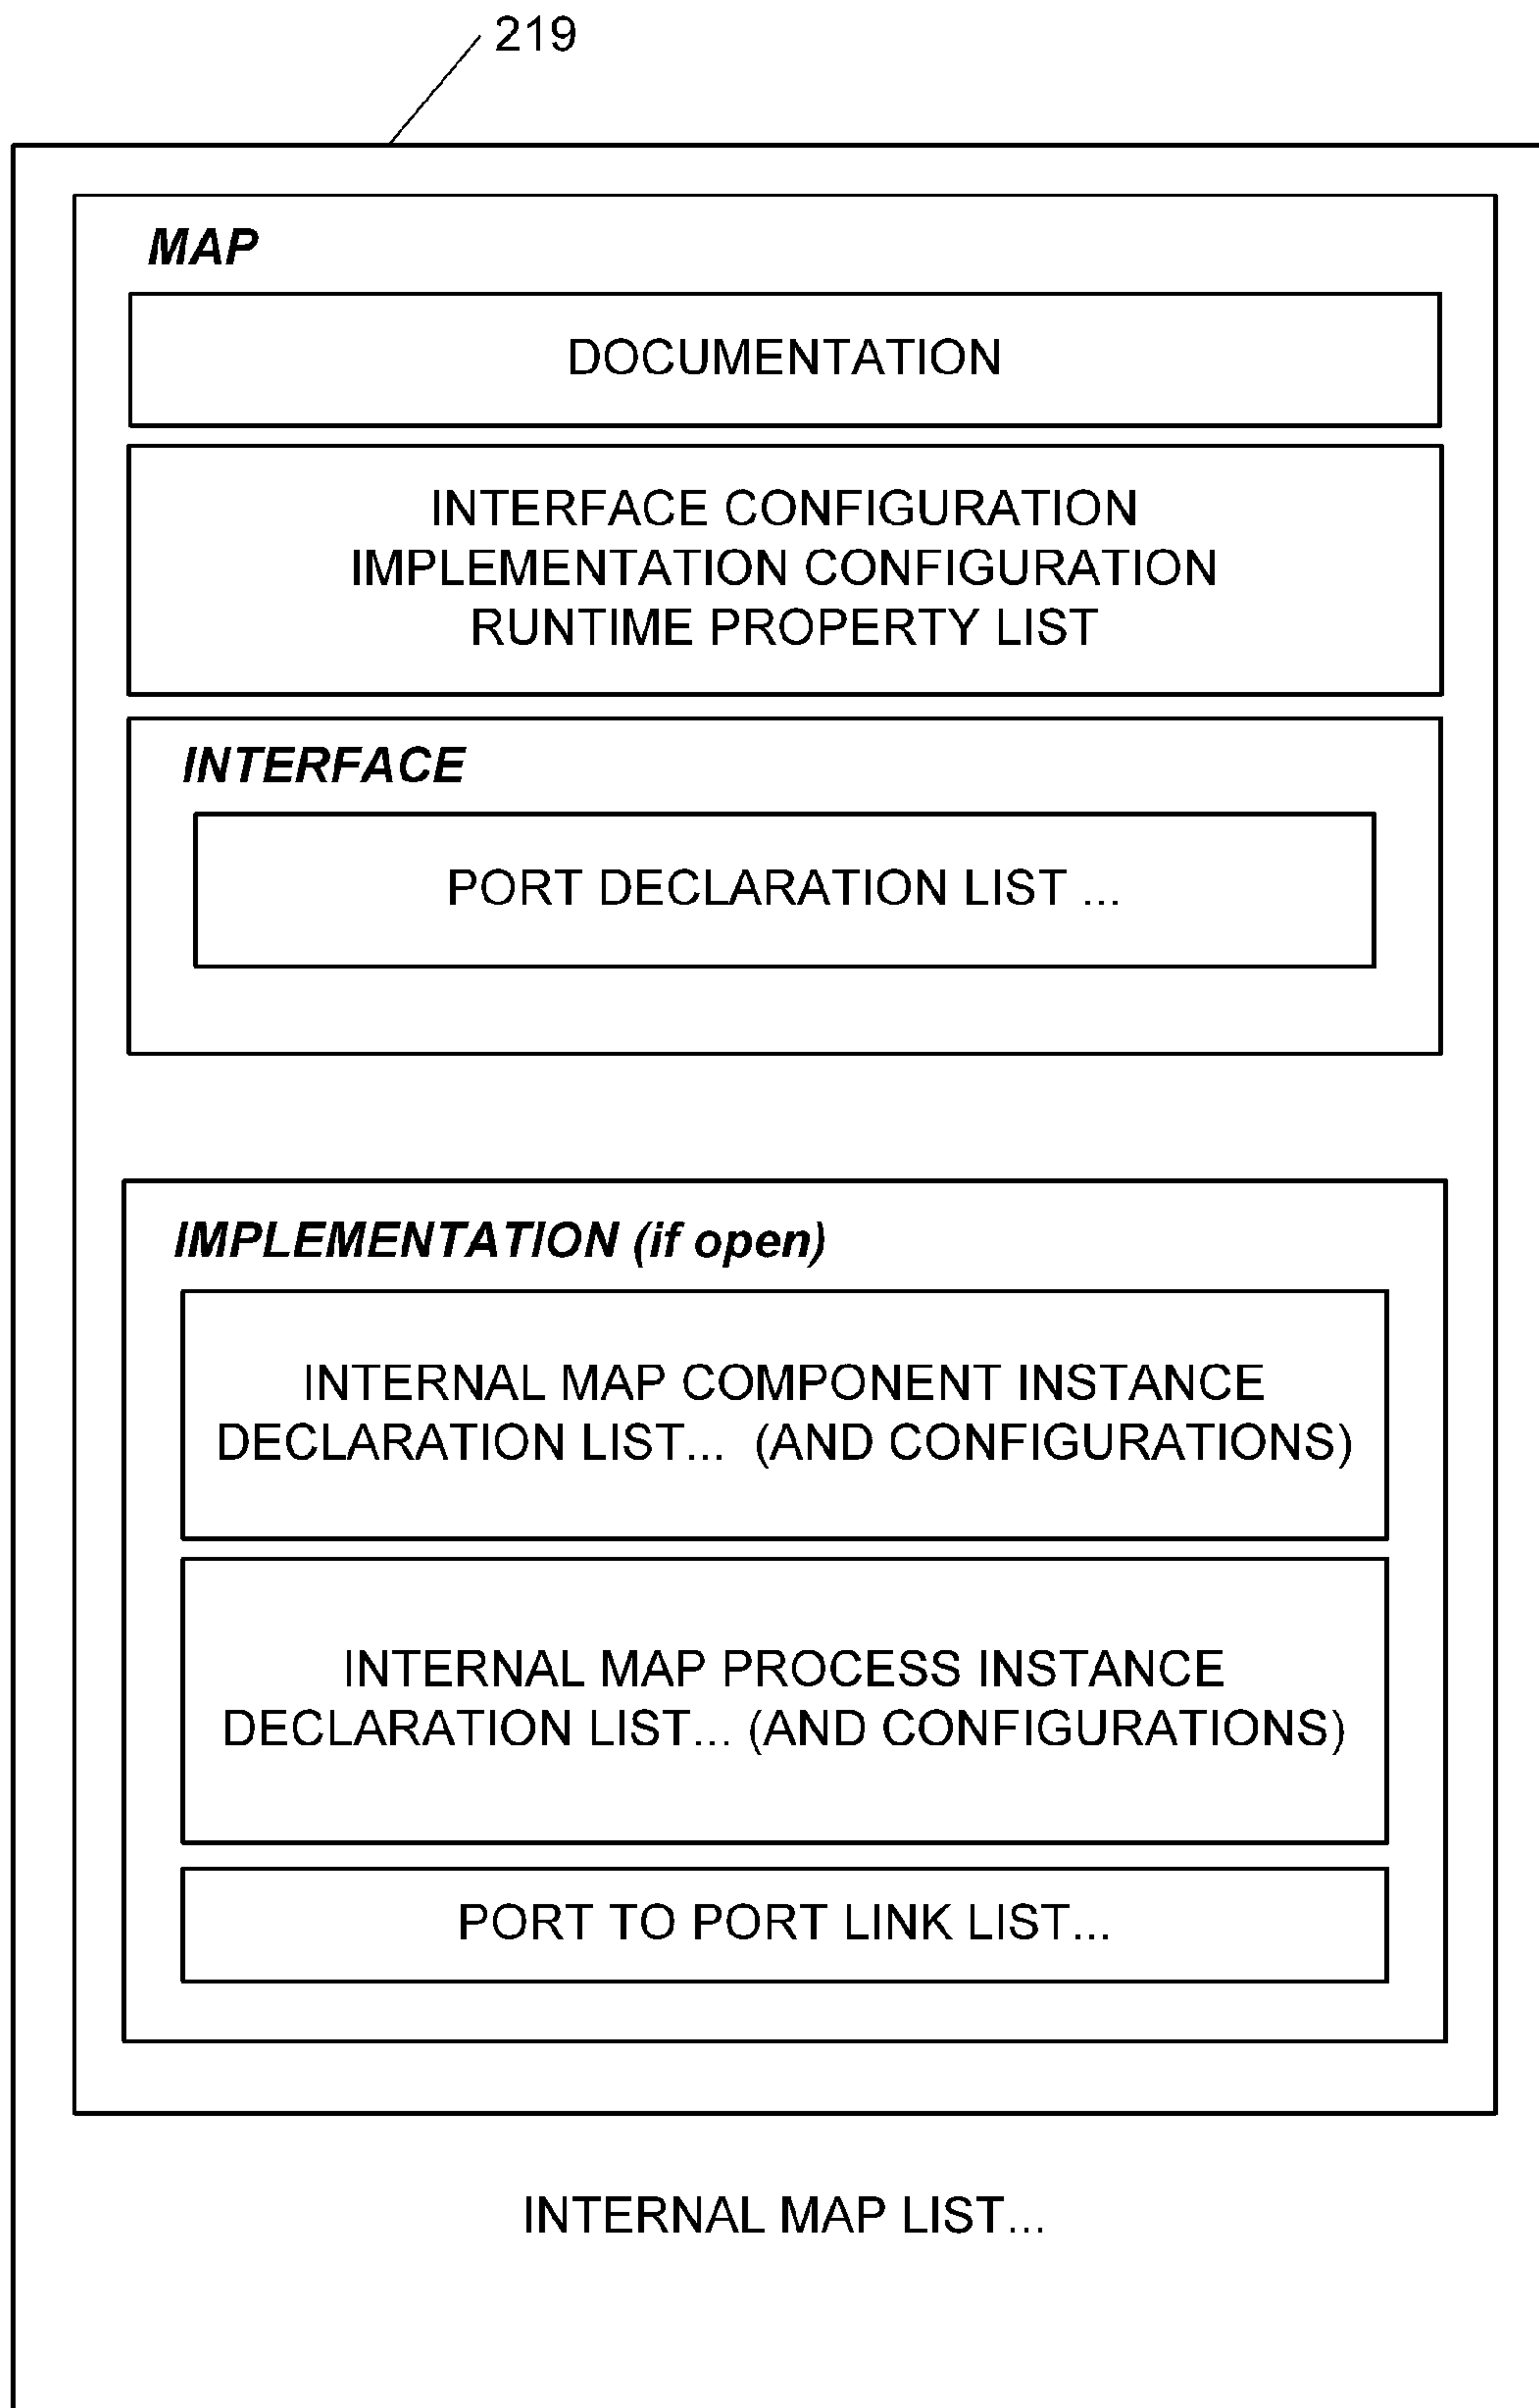 219
MAP
DOCUMENTATION
INTERFACE CONFIGURATION
IMPLEMENTATION CONFIGURATION
RUNTIME PROPERTY LIST
INTERFACE
PORT DECLARATION LIST ...
IMPLEMENTATION (if open)
INTERNAL MAP COMPONENT INSTANCE
DECLARATION LIST... (AND CONFIGURATIONS)
INTERNAL MAP PROCESS INSTANCE
DECLARATION LIST... (AND CONFIGURATIONS)
PORT TO PORT LINK LIST...
INTERNAL MAP LIST...